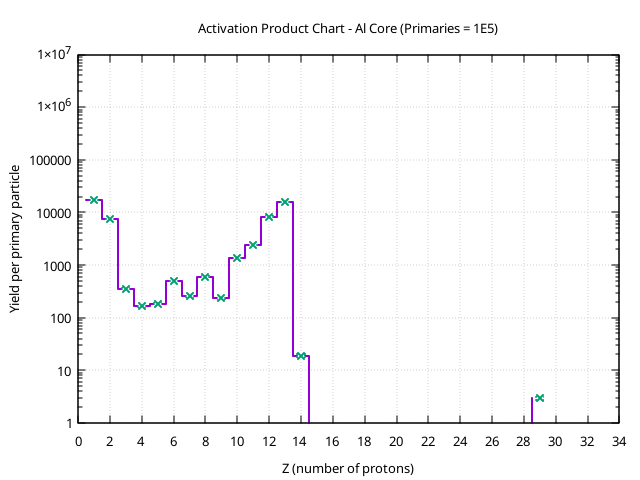 Activation Product Chart - Al Core (Primaries = 1E5)
1×10⁷
1×10⁶
100000
10000
1000
100
10
1
Yield per primary particle
0 2 4 6 8 10 12 14 16 18 20 22 24 26 28 30 32 34
Z (number of protons)